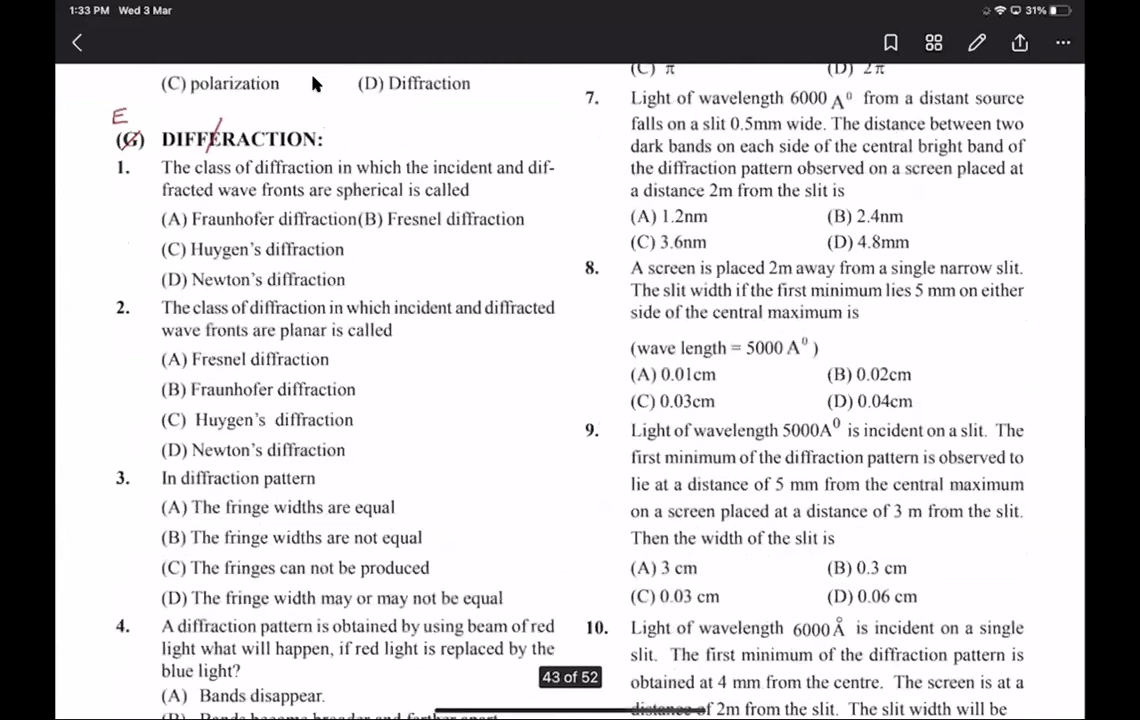 1:33 PM Wed 3 Mar
31%
(C) polarization (D) Diffraction
E
(G) DIFFERACTION:
1. The class of diffraction in which the incident and dif-
fracted wave fronts are spherical is called
(A) Fraunhofer diffraction(B) Fresnel diffraction
(C) Huygen's diffraction
(D) Newton's diffraction
2. The class of diffraction in which incident and diffracted
wave fronts are planar is called
(A) Fresnel diffraction
(B) Fraunhofer diffraction
(C) Huygen's diffraction
(D) Newton's diffraction
3. In diffraction pattern
(A) The fringe widths are equal
(B) The fringe widths are not equal
(C) The fringes can not be produced
(D) The fringe width may or may not be equal
4. A diffraction pattern is obtained by using beam of red
light what will happen, if red light is replaced by the
blue light?
(A) Bands disappear.
(B) Bands become broader and farther apart
(C) π (D) 2π
7. Light of wavelength 6000 A⁰ from a distant source
falls on a slit 0.5mm wide. The distance between two
dark bands on each side of the central bright band of
the diffraction pattern observed on a screen placed at
a distance 2m from the slit is
(A) 1.2nm (B) 2.4nm
(C) 3.6nm (D) 4.8mm
8. A screen is placed 2m away from a single narrow slit.
The slit width if the first minimum lies 5 mm on either
side of the central maximum is
(wave length = 5000 A⁰ )
(A) 0.01cm (B) 0.02cm
(C) 0.03cm (D) 0.04cm
9. Light of wavelength 5000A⁰ is incident on a slit. The
first minimum of the diffraction pattern is observed to
lie at a distance of 5 mm from the central maximum
on a screen placed at a distance of 3 m from the slit.
Then the width of the slit is
(A) 3 cm (B) 0.3 cm
(C) 0.03 cm (D) 0.06 cm
10. Light of wavelength 6000Å is incident on a single
slit. The first minimum of the diffraction pattern is
obtained at 4 mm from the centre. The screen is at a
distance of 2m from the slit. The slit width will be
43 of 52